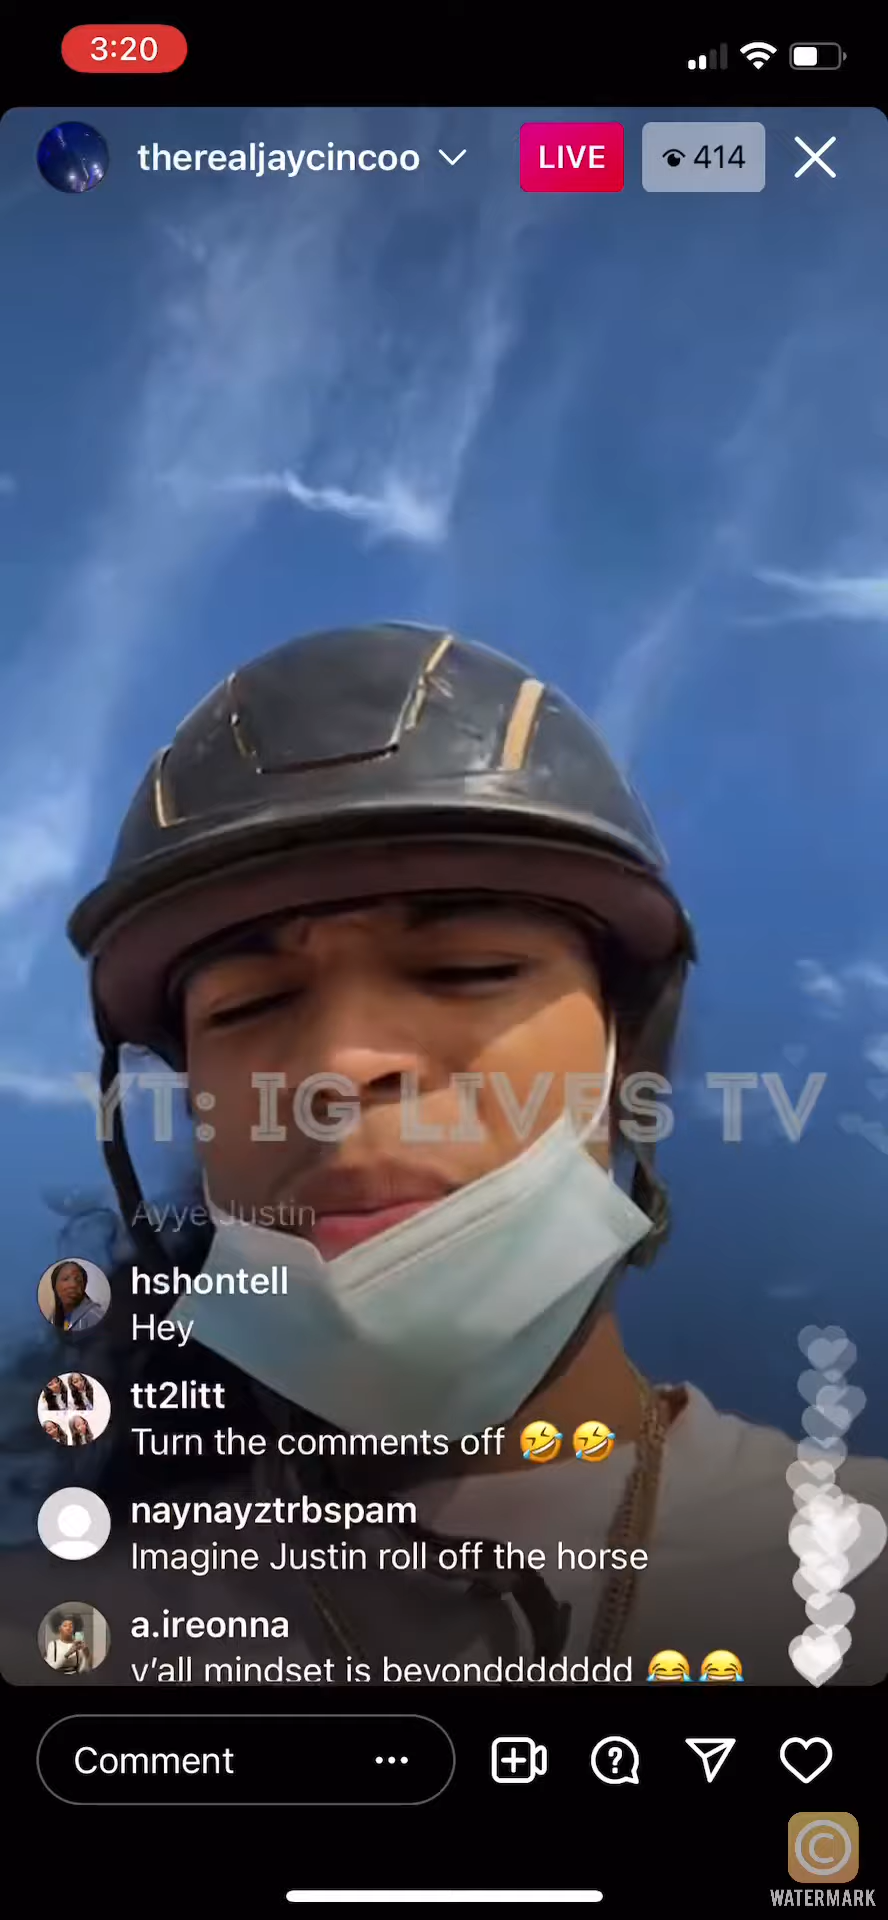 3:20
therealjaycincoo
LIVE
414
YT: IG LIVES TV
Ayye Justin
hshontell
Hey
tt2litt
Turn the comments off 🤣🤣
naynayztrbspam
Imagine Justin roll off the horse
a.ireonna
y'all mindset is beyonddddddd 😂😂
Comment
WATERMARK